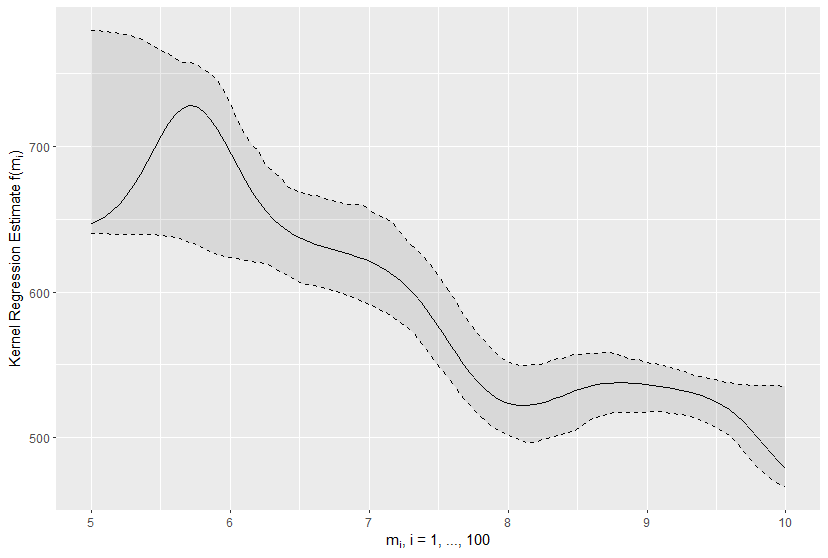 700
600
500
Kernel Regression Estimate f(mᵢ)
5 6 7 8 9 10
mᵢ, i = 1, ..., 100